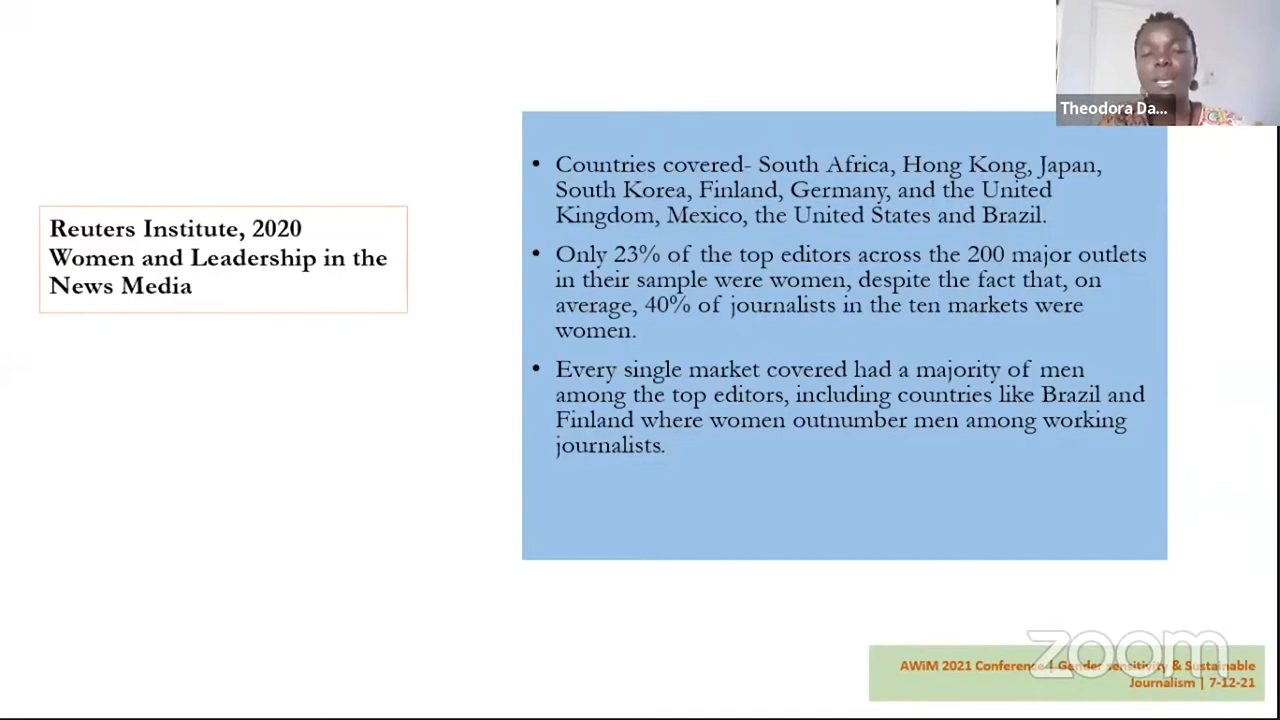 Theodora Da...
Reuters Institute, 2020
Women and Leadership in the
News Media
• Countries covered- South Africa, Hong Kong, Japan,
South Korea, Finland, Germany, and the United
Kingdom, Mexico, the United States and Brazil.
• Only 23% of the top editors across the 200 major outlets
in their sample were women, despite the fact that, on
average, 40% of journalists in the ten markets were
women.
• Every single market covered had a majority of men
among the top editors, including countries like Brazil and
Finland where women outnumber men among working
journalists.
zoom
AWiM 2021 Conference | Gender sensitivity & Sustainable
Journalism | 7-12-21